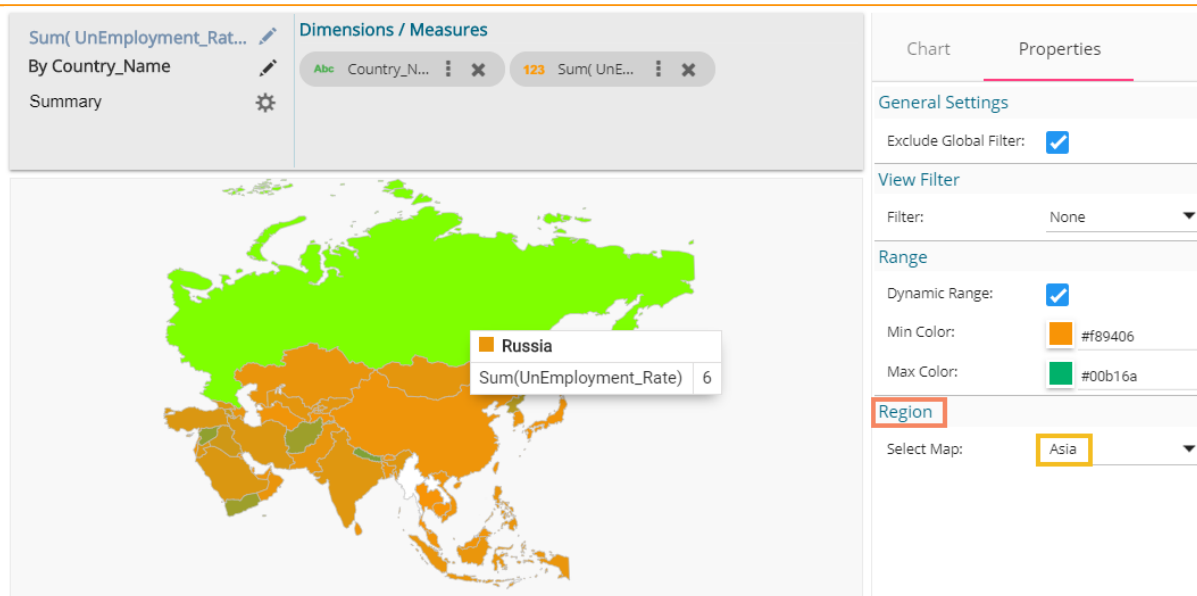 Sum( UnEmployment_Rat...
By Country_Name
Summary
Dimensions / Measures
Abc Country_N...
123 Sum( UnE...
Russia
Sum(UnEmployment_Rate) 6
Chart Properties
General Settings
Exclude Global Filter:
View Filter
Filter: None
Range
Dynamic Range:
Min Color: #f89406
Max Color: #00b16a
Region
Select Map: Asia